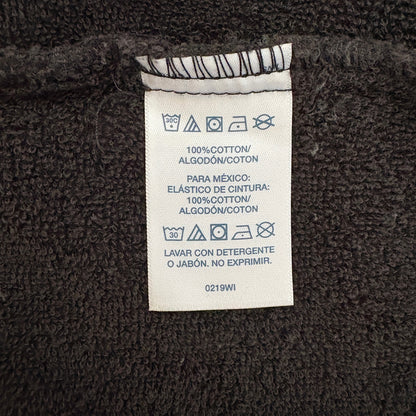 30C
100%COTTON/
ALGODÓN/COTON
PARA MÉXICO:
ELÁSTICO DE CINTURA:
100%COTTON/
ALGODÓN/COTON
30
LAVAR CON DETERGENTE
O JABÓN. NO EXPRIMIR.
0219WI